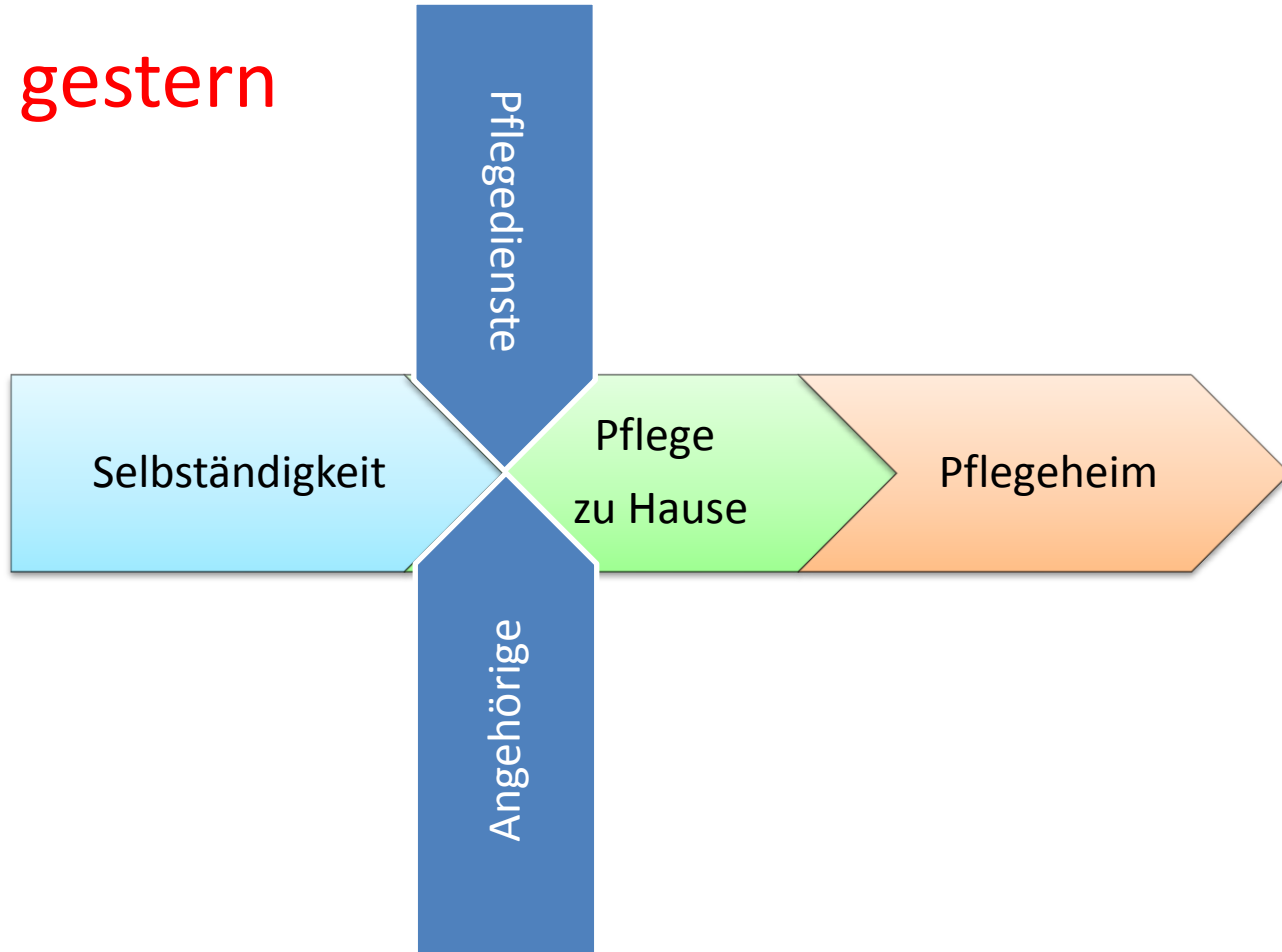 gestern
Pflegedienste
Selbständigkeit
Pflege
zu Hause
Pflegeheim
Angehörige